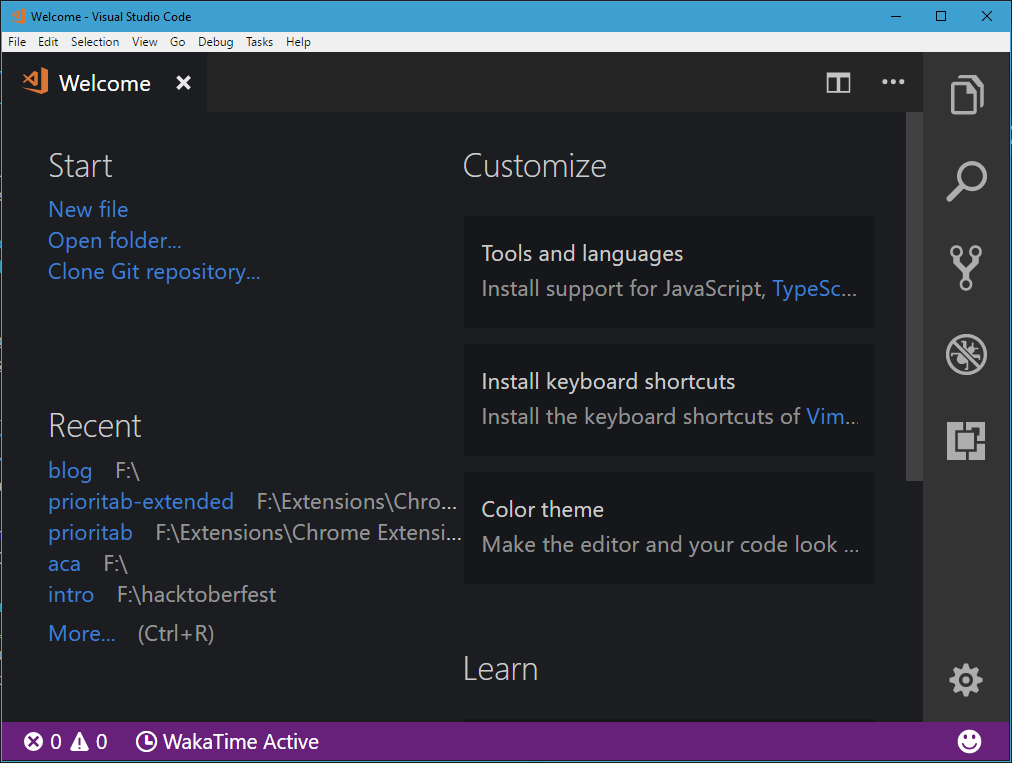 Welcome - Visual Studio Code
File Edit Selection View Go Debug Tasks Help
Welcome
Start
New file
Open folder...
Clone Git repository...
Recent
blog F:\
prioritab-extended F:\Extensions\Chro...
prioritab F:\Extensions\Chrome Extensi...
aca F:\
intro F:\hacktoberfest
More... (Ctrl+R)
Customize
Tools and languages
Install support for JavaScript, TypeSc...
Install keyboard shortcuts
Install the keyboard shortcuts of Vim...
Color theme
Make the editor and your code look ...
Learn
0 0 WakaTime Active